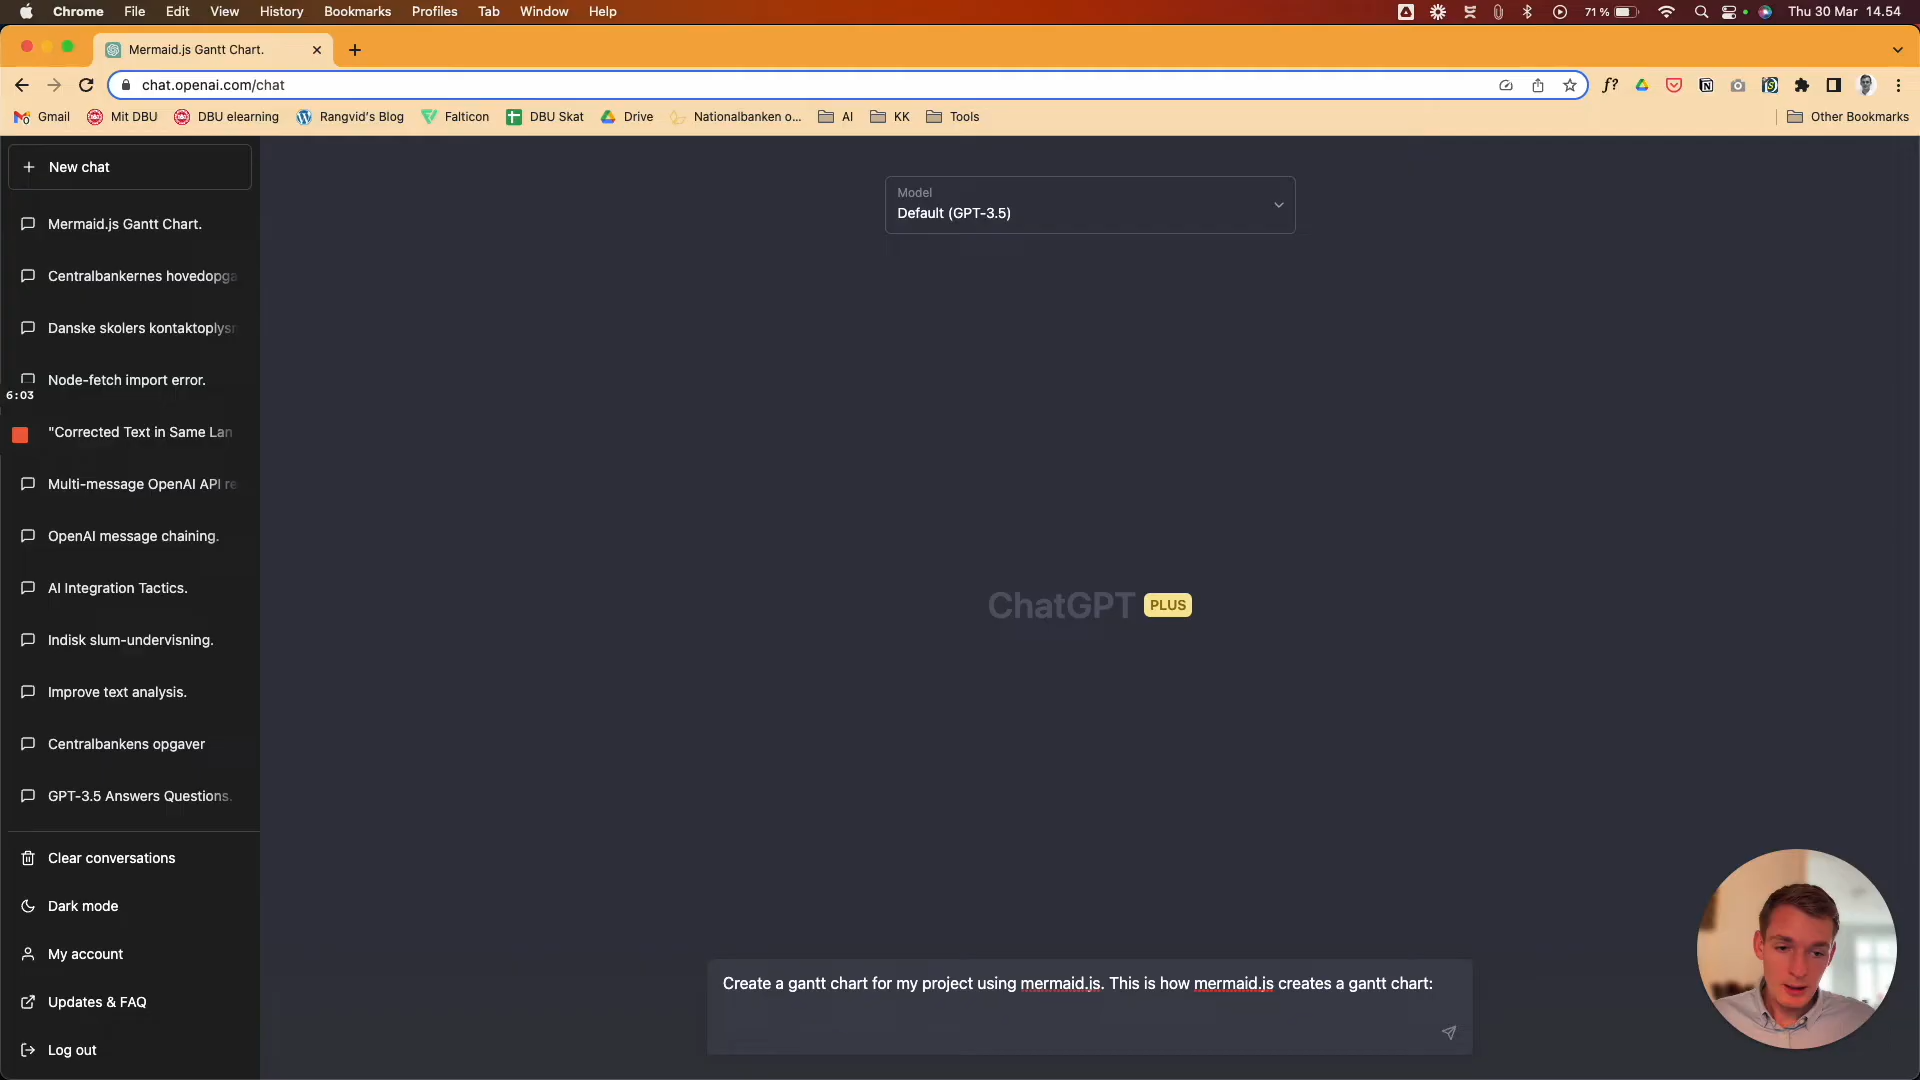 Chrome File Edit View History Bookmarks Profiles Tab Window Help 71 % Thu 30 Mar 14.54
Mermaid.js Gantt Chart.
chat.openai.com/chat
Gmail Mit DBU DBU elearning Rangvid's Blog Falticon DBU Skat Drive Nationalbanken o... AI KK Tools Other Bookmarks
New chat
Model
Default (GPT-3.5)
Mermaid.js Gantt Chart.
Centralbankernes hovedopga
Danske skolers kontaktoplysn
Node-fetch import error.
6:03
"Corrected Text in Same Lan
Multi-message OpenAI API re
OpenAI message chaining.
AI Integration Tactics.
ChatGPT PLUS
Indisk slum-undervisning.
Improve text analysis.
Centralbankens opgaver
GPT-3.5 Answers Questions.
Clear conversations
Dark mode
My account
Create a gantt chart for my project using mermaid.js. This is how mermaid.js creates a gantt chart:
Updates & FAQ
Log out